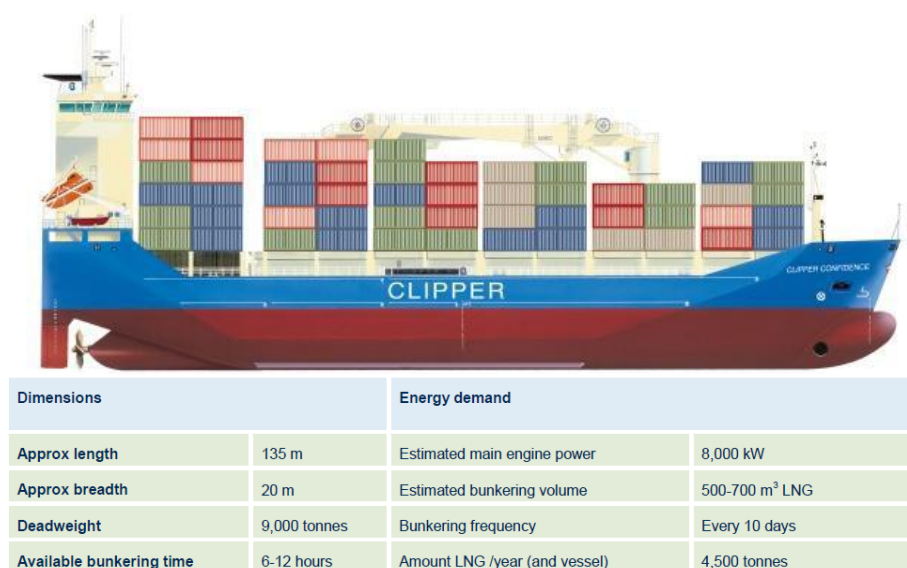 CLIPPER CONFIDENCE
CLIPPER
Dimensions Energy demand
Approx length 135 m Estimated main engine power 8,000 kW
Approx breadth 20 m Estimated bunkering volume 500-700 m³ LNG
Deadweight 9,000 tonnes Bunkering frequency Every 10 days
Available bunkering time 6-12 hours Amount LNG /year (and vessel) 4,500 tonnes